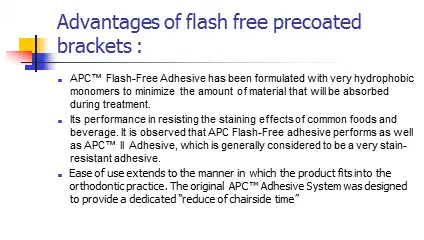 Advantages of flash free precoated
brackets :
APC™ Flash-Free Adhesive has been formulated with very hydrophobic
monomers to minimize the amount of material that will be absorbed
during treatment.
Its performance in resisting the staining effects of common foods and
beverage. It is observed that APC Flash-Free adhesive performs as well
as APC™ II Adhesive, which is generally considered to be a very stain-
resistant adhesive.
Ease of use extends to the manner in which the product fits into the
orthodontic practice. The original APC™ Adhesive System was designed
to provide a dedicated “reduce of chairside time”